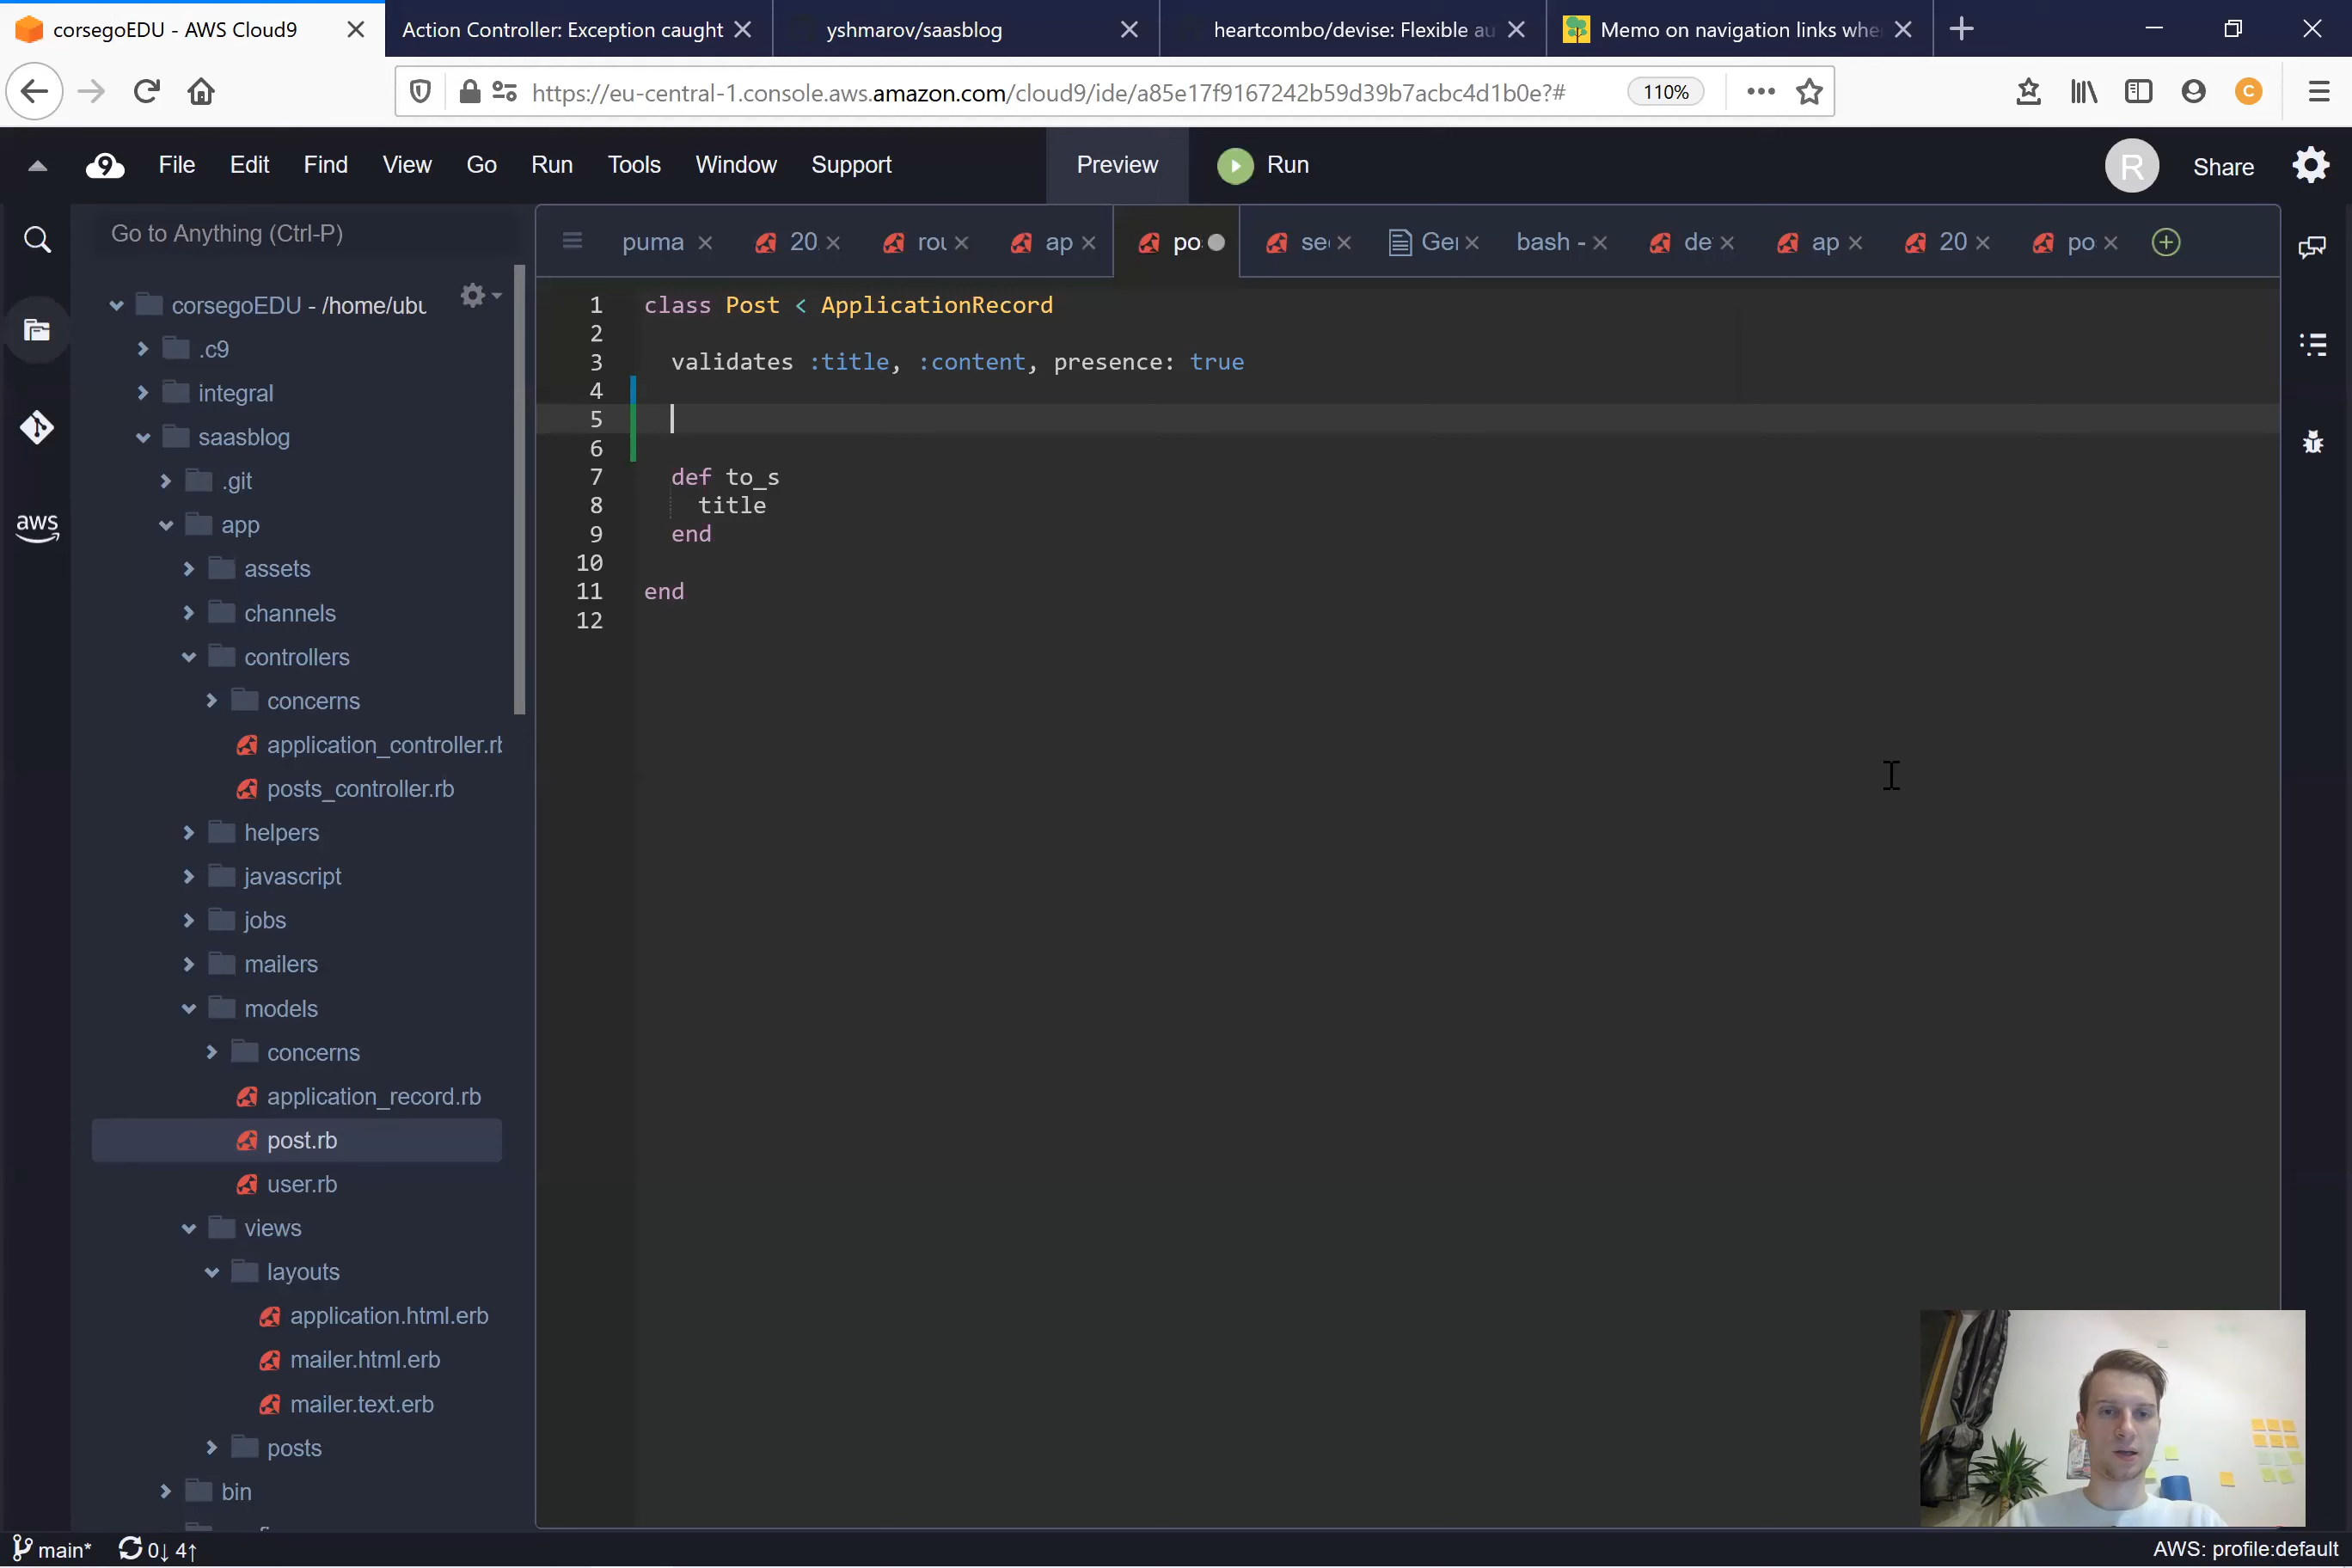 corsegoEDU - AWS Cloud9
Action Controller: Exception caught
yshmarov/saasblog
heartcombo/devise: Flexible au
Memo on navigation links whe
https://eu-central-1.console.aws.amazon.com/cloud9/ide/a85e17f9167242b59d39b7acbc4d1b0e?#
110%
C
9
File Edit Find View Go Run Tools Window Support
Preview
Run
R
Share
Go to Anything (Ctrl-P)
puma
20
rou
ap
po
se
Ger
bash -
de
ap
20
po
corsegoEDU - /home/ubu
.c9
integral
saasblog
.git
app
assets
channels
controllers
concerns
application_controller.rb
posts_controller.rb
helpers
javascript
jobs
mailers
models
concerns
application_record.rb
post.rb
user.rb
views
layouts
application.html.erb
mailer.html.erb
mailer.text.erb
posts
bin
aws
1 class Post < ApplicationRecord
2
3 validates :title, :content, presence: true
4
5
6
7 def to_s
8 title
9 end
10
11 end
12
main* 0↓ 4↑
AWS: profile:default